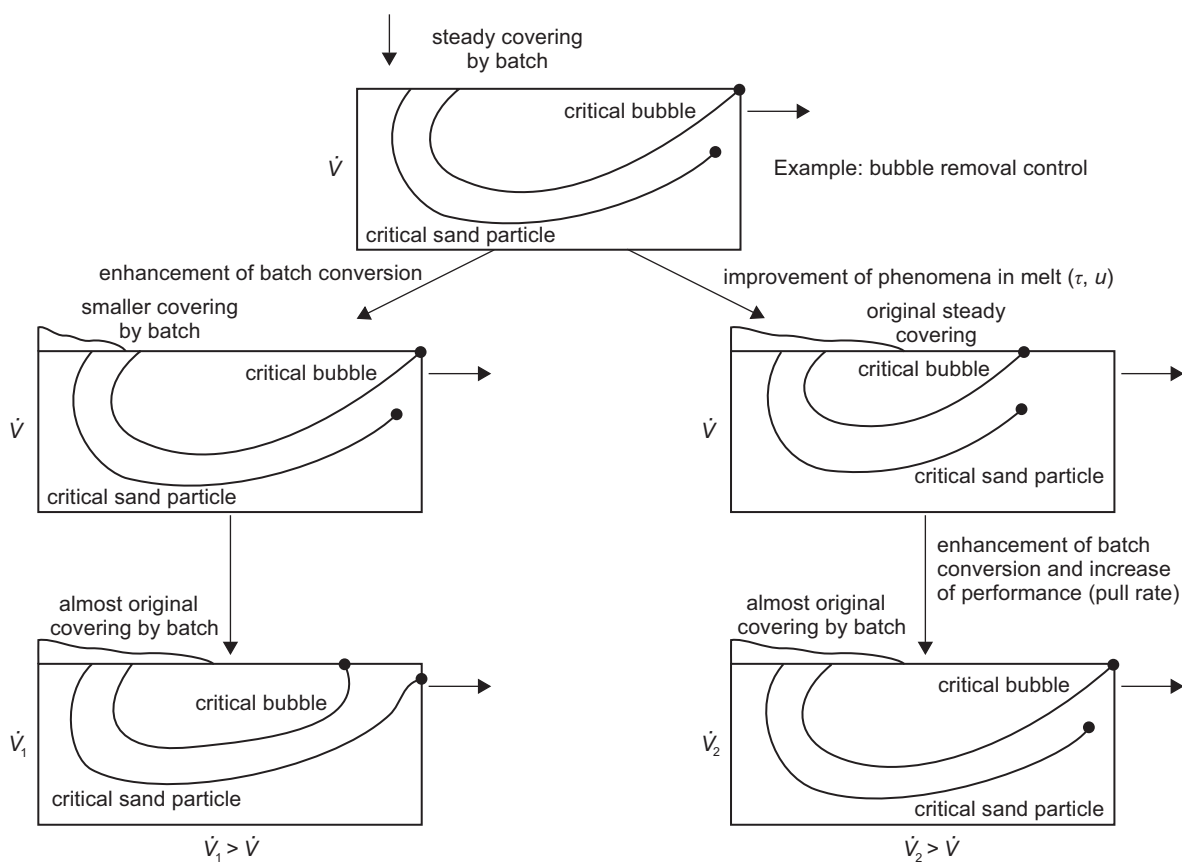 steady covering
by batch
critical bubble
V̇
Example: bubble removal control
critical sand particle
enhancement of batch conversion
improvement of phenomena in melt (τ, u)
smaller covering
by batch
original steady
covering
critical bubble
critical bubble
V̇
V̇
critical sand particle
critical sand particle
enhancement of batch
conversion and increase
of performance (pull rate)
almost original
covering by batch
almost original
covering by batch
critical bubble
critical bubble
V̇₁
V̇₂
critical sand particle
critical sand particle
V̇₁ > V̇
V̇₂ > V̇